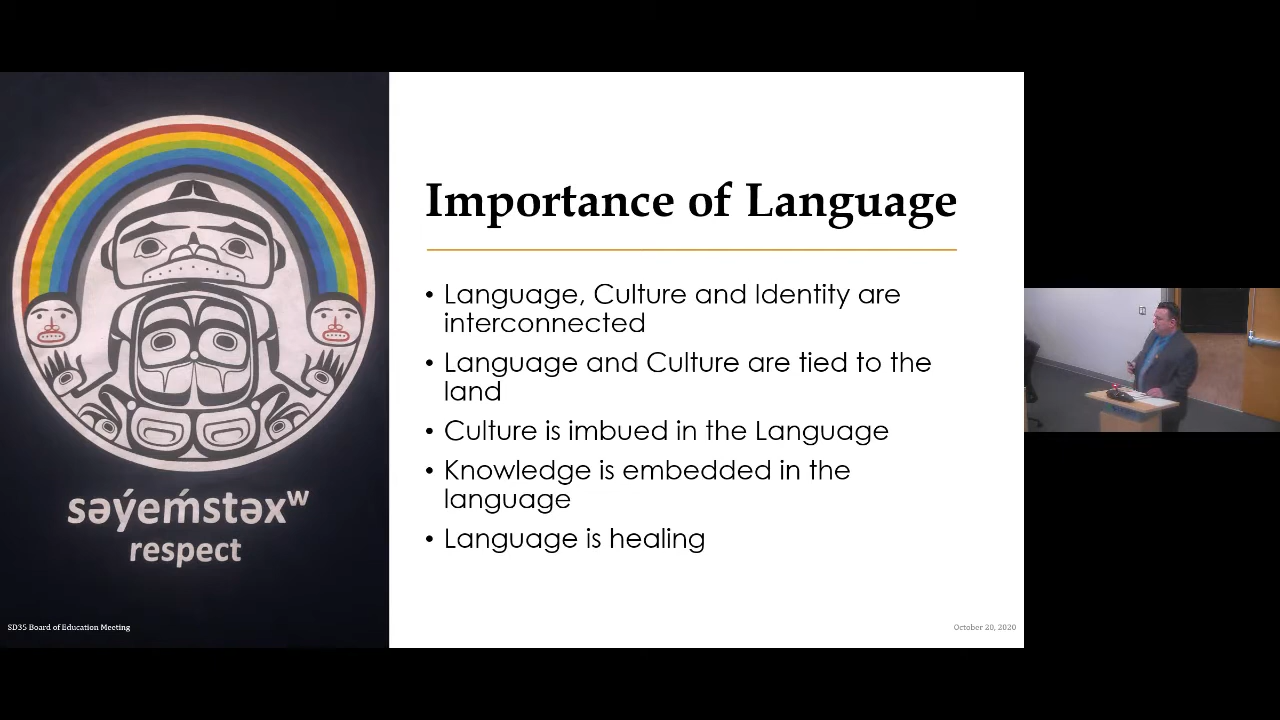 səy̓em̓stəxʷ
respect
SD35 Board of Education Meeting
Importance of Language
• Language, Culture and Identity are
interconnected
• Language and Culture are tied to the
land
• Culture is imbued in the Language
• Knowledge is embedded in the
language
• Language is healing
October 20, 2020